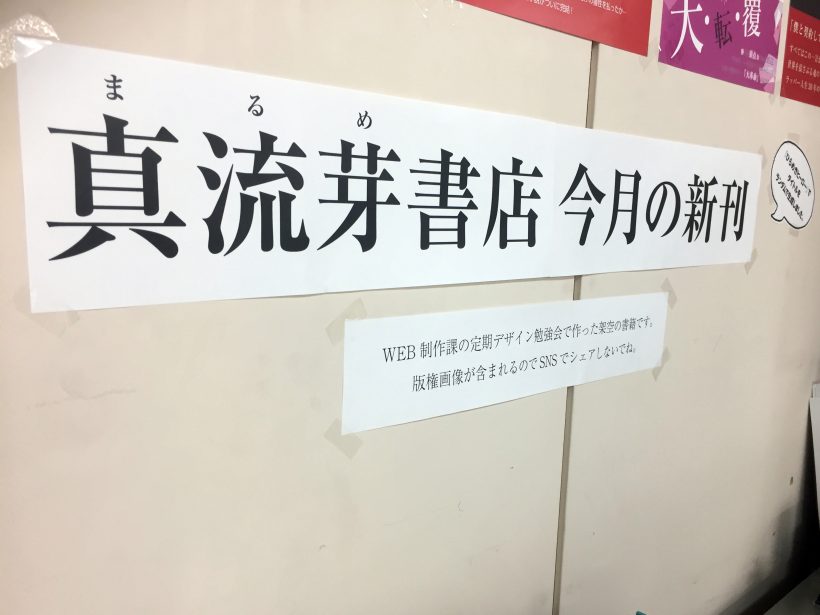 大・転・覆
まるめ
真流芽書店 今月の新刊
WEB 制作課の定期デザイン勉強会で作った架空の書籍です。
版権画像が含まれるのでSNSでシェアしないでね。